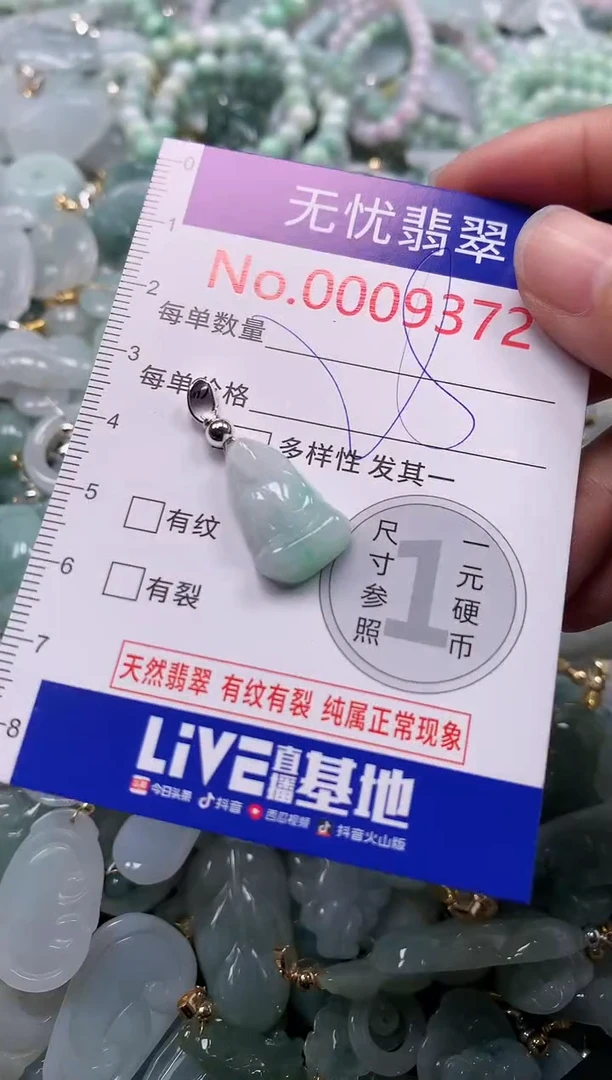 无忧翡翠
No.0009372
每单数量
每单价格
多样性 发其一
有纹
有裂
尺寸参照
1
一元硬币
天然翡翠 有纹有裂 纯属正常现象
LiVE直播基地
今日头条 抖音 西瓜视频 抖音火山版
0
1
2
3
4
5
6
7
8